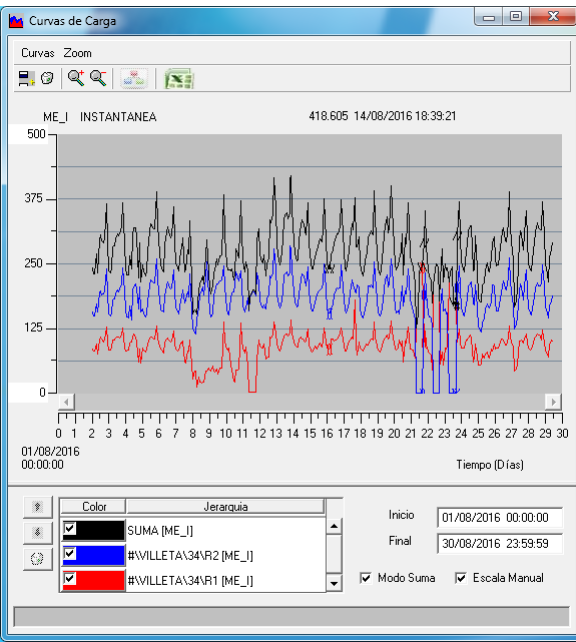 Curvas de Carga
Curvas Zoom
ME_I INSTANTANEA 418.605 14/08/2016 18:39:21
500
375
250
125
0
0 1 2 3 4 5 6 7 8 9 10 11 12 13 14 15 16 17 18 19 20 21 22 23 24 25 26 27 28 29 30
01/08/2016
00:00:00
Tiempo (Días)
Color Jerarquia
SUMA [ME_I]
#\VILLETA\34\R2 [ME_I]
#\VILLETA\34\R1 [ME_I]
Inicio 01/08/2016 00:00:00
Final 30/08/2016 23:59:59
Modo Suma Escala Manual